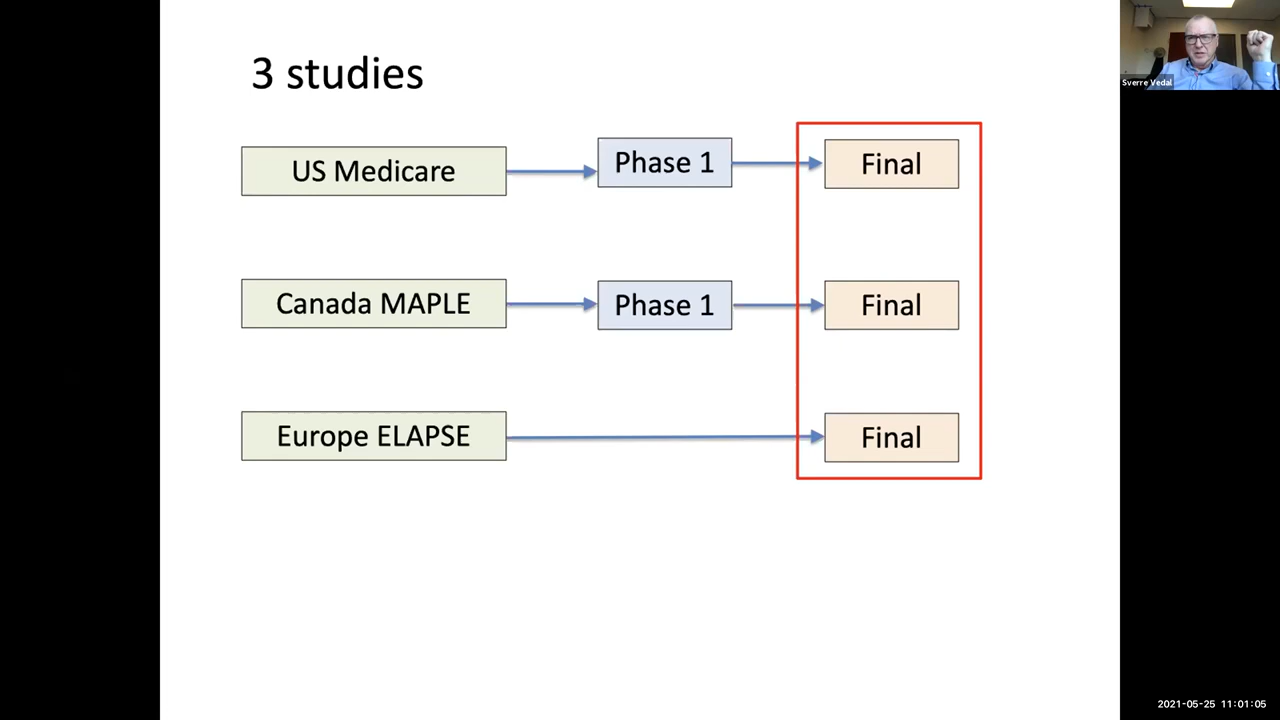 3 studies
US Medicare
Phase 1
Final
Canada MAPLE
Phase 1
Final
Europe ELAPSE
Final
Sverre Vedal
2021-05-25 11:01:05